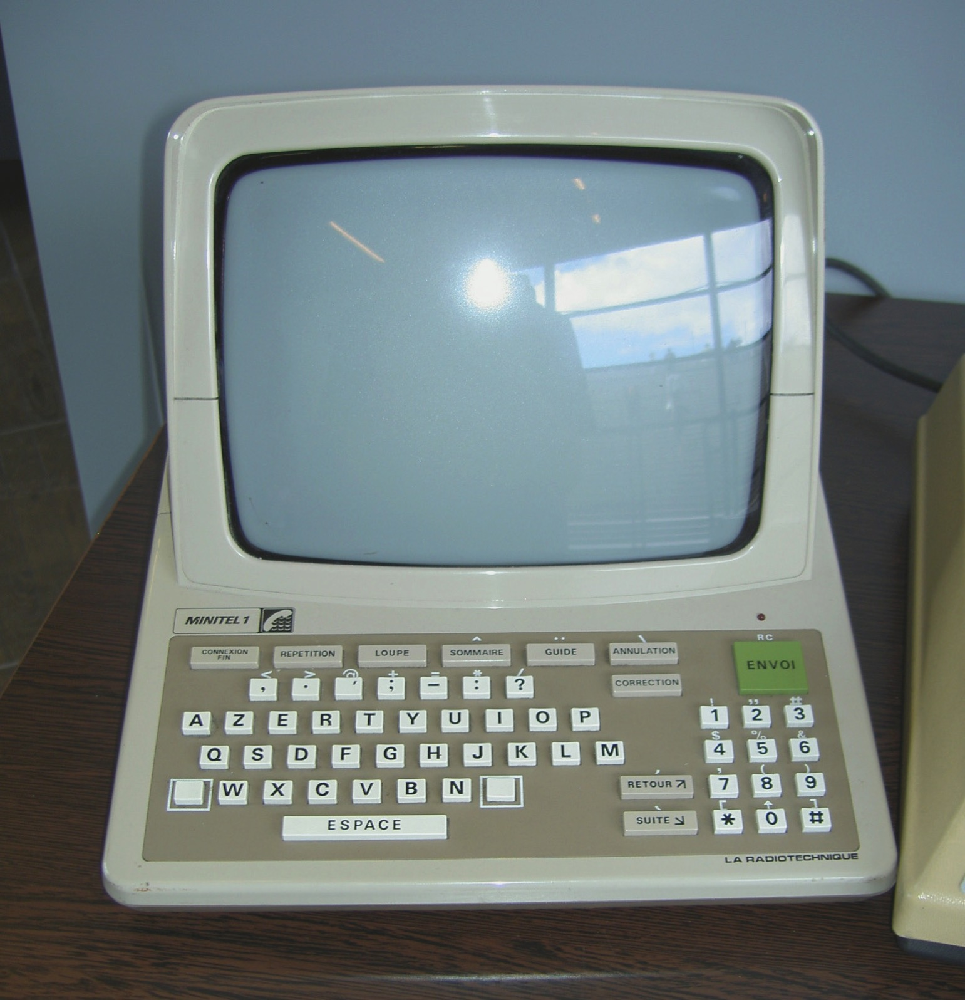 MINITEL 1
RC
CONNEXION FIN REPETITION LOUPE SOMMAIRE GUIDE ANNULATION ENVOI
^ ¨ \
< > @ + = * /
, . ' ; - : ? CORRECTION
! " #
A Z E R T Y U I O P 1 2 3
$ % &
Q S D F G H J K L M 4 5 6
' ( )
W X C V B N RETOUR ↗ 7 8 9
[ ↑ ]
ESPACE SUITE ↘ * 0 #
LA RADIOTECHNIQUE